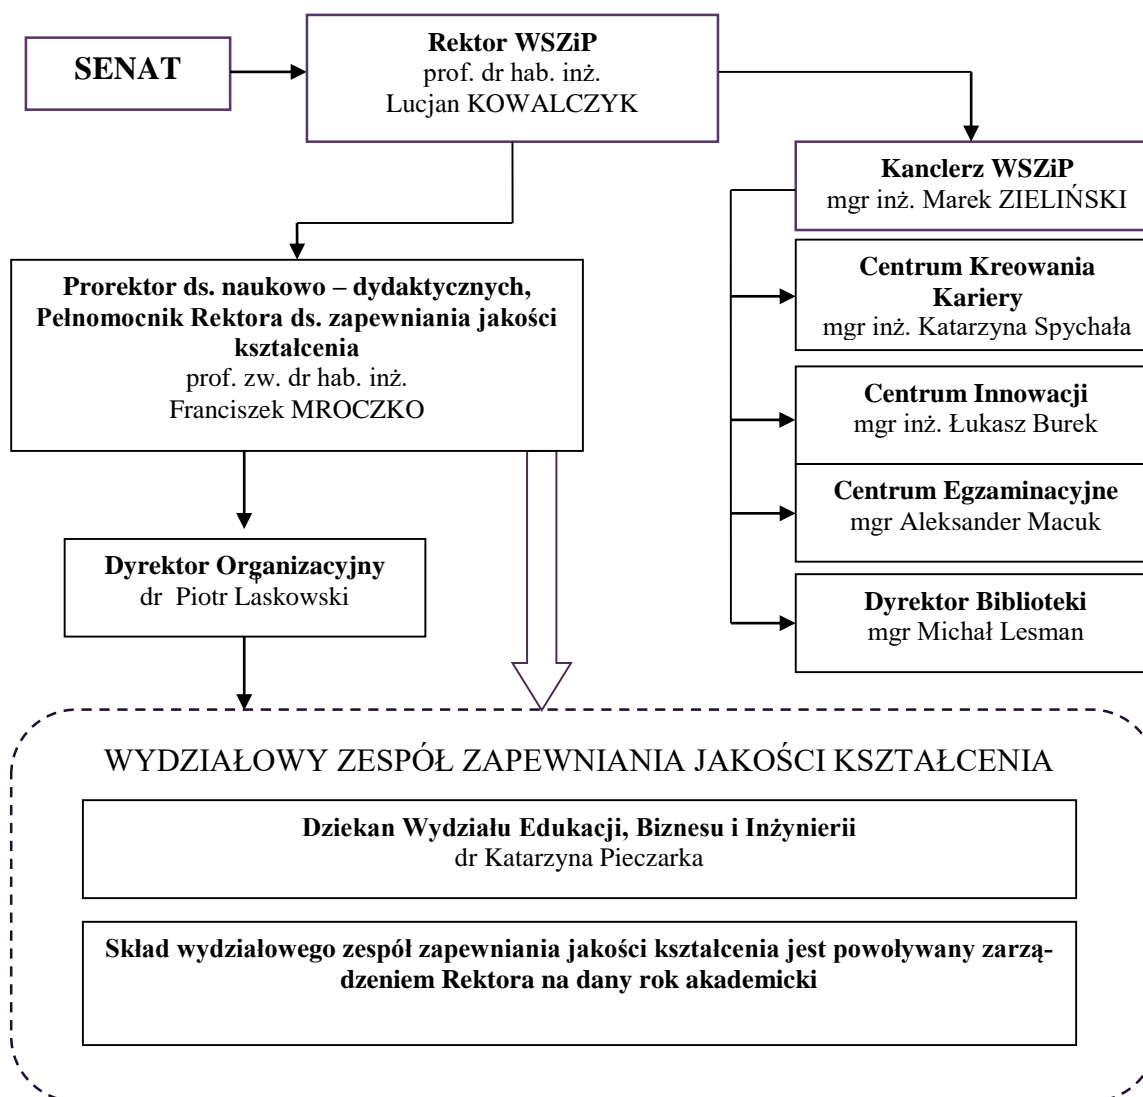 SENAT
Rektor WSZiP
prof. dr hab. inż.
Lucjan KOWALCZYK
Kanclerz WSZiP
mgr inż. Marek ZIELIŃSKI
Prorektor ds. naukowo – dydaktycznych,
Pełnomocnik Rektora ds. zapewniania jakości
kształcenia
prof. zw. dr hab. inż.
Franciszek MROCZKO
Centrum Kreowania
Kariery
mgr inż. Katarzyna Spychała
Centrum Innowacji
mgr inż. Łukasz Burek
Centrum Egzaminacyjne
mgr Aleksander Macuk
Dyrektor Organizacyjny
dr Piotr Laskowski
Dyrektor Biblioteki
mgr Michał Lesman
WYDZIAŁOWY ZESPÓŁ ZAPEWNIANIA JAKOŚCI KSZTAŁCENIA
Dziekan Wydziału Edukacji, Biznesu i Inżynierii
dr Katarzyna Pieczarka
Skład wydziałowego zespół zapewniania jakości kształcenia jest powoływany zarzą-
dzeniem Rektora na dany rok akademicki